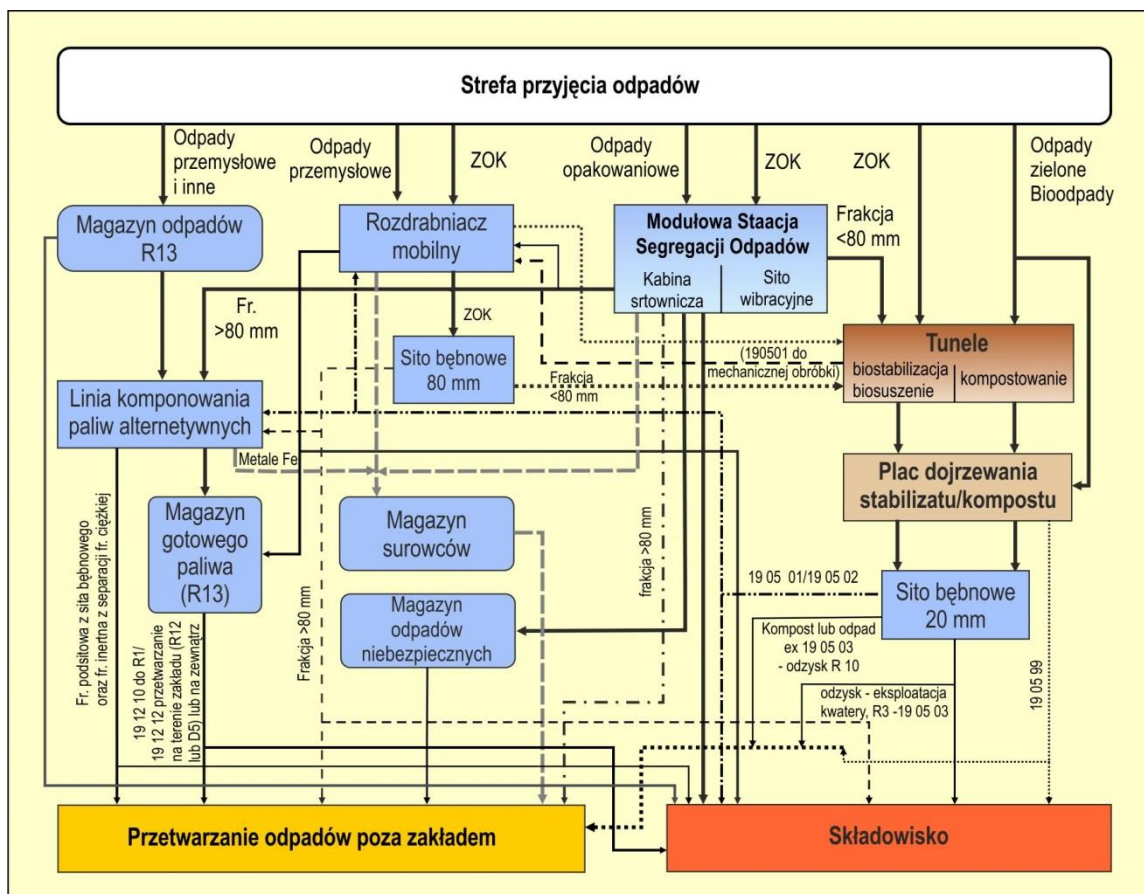 Strefa przyjęcia odpadów
Odpady
przemysłowe
i inne
Odpady
przemysłowe
ZOK
Odpady
opakowaniowe
ZOK
ZOK
Odpady
zielone
Bioodpady
Magazyn odpadów
R13
Rozdrabniacz
mobilny
Modułowa Staacja
Segregacji Odpadów
Kabina
srtownicza
Sito
wibracyjne
Frakcja
<80 mm
Fr.
>80 mm
ZOK
Sito bębnowe
80 mm
Frakcja
<80 mm
(190501 do
mechanicznej obróbki)
Tunele
biostabilizacja
biosuszenie
kompostowanie
Linia komponowania
paliw alternetywnych
Metale Fe
Plac dojrzewania
stabilizatu/kompostu
Magazyn
gotowego
paliwa
(R13)
Magazyn
surowców
Magazyn
odpadów
niebezpiecznych
Sito bębnowe
20 mm
19 05 01/19 05 02
Kompost lub odpad
ex 19 05 03
- odzysk R 10
odzysk - eksploatacja
kwatery, R3 -19 05 03
19 05 99
frakcja >80 mm
Frakcja >80 mm
Fr. podsitowa z sita bębnowego
oraz fr. inertna z separacji fr. ciężkiej
19 12 10 do R1/
19 12 12 przetwarzanie
na terenie zakładu (R12
lub D5) lub na zewnątrz
Przetwarzanie odpadów poza zakładem
Składowisko